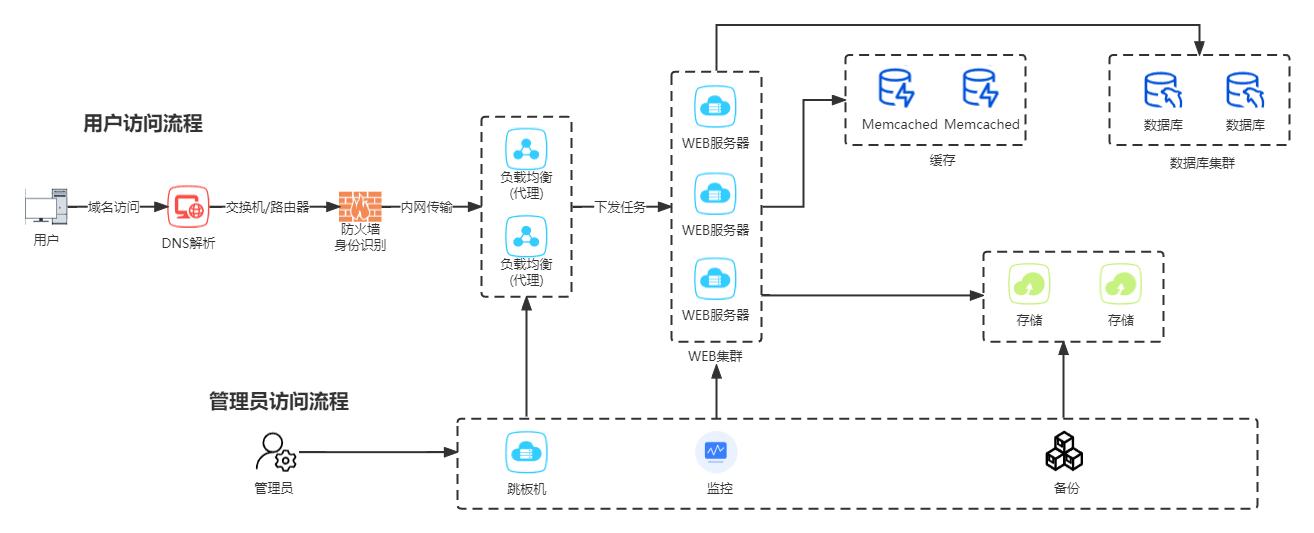 用户访问流程
用户
域名访问
DNS解析
交换机/路由器
防火墙
身份识别
内网传输
负载均衡
(代理)
负载均衡
(代理)
下发任务
WEB服务器
WEB服务器
WEB服务器
WEB集群
Memcached
Memcached
缓存
数据库
数据库
数据库集群
存储
存储
管理员访问流程
管理员
跳板机
监控
备份